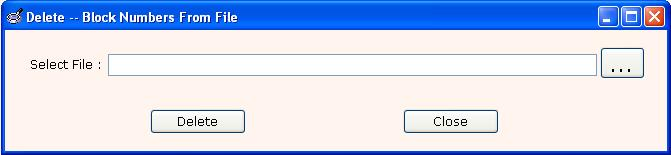 Delete -- Block Numbers From File
Select File : ...
Delete Close